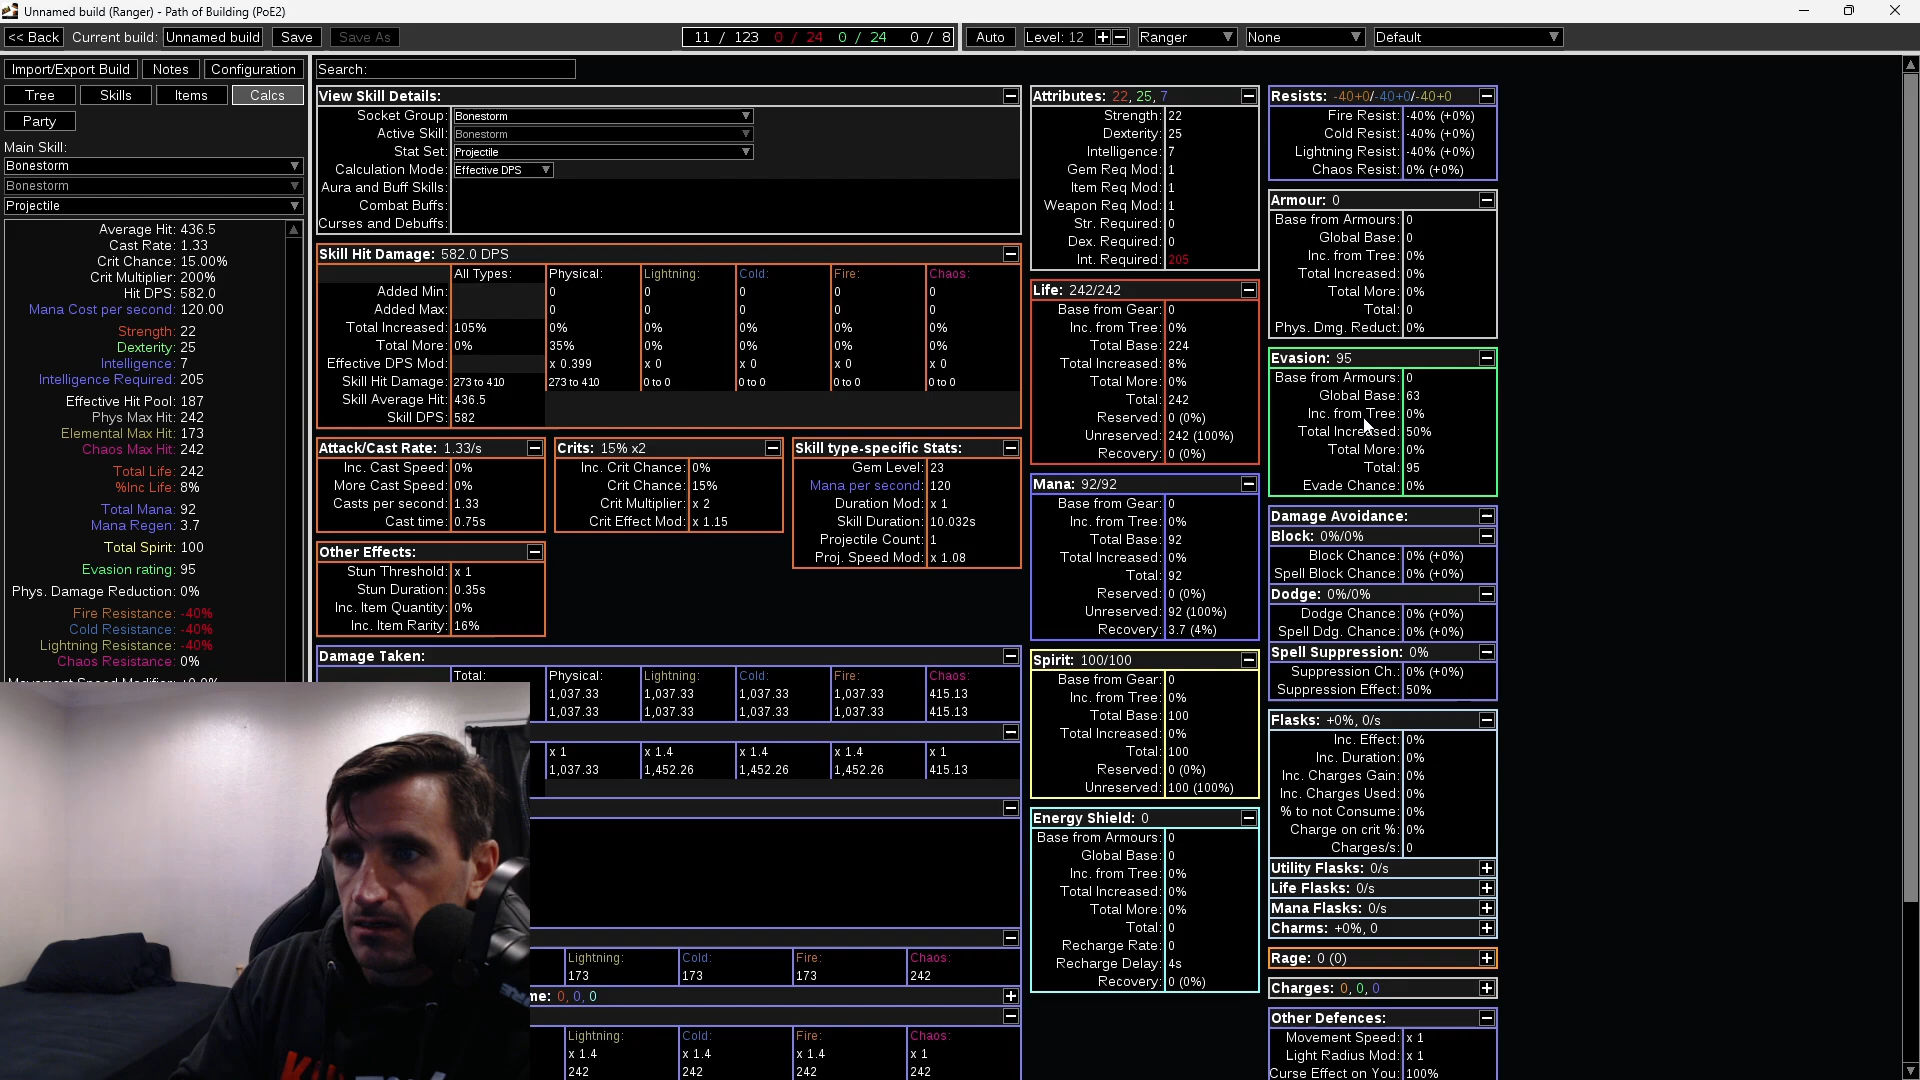 Unnamed build (Ranger) - Path of Building (PoE2)
<< Back Current build: Unnamed build Save Save As 11 / 123 0 / 24 0 / 24 0 / 8 Auto Level: 12 Ranger None Default
Import/Export Build Notes Configuration
Tree Skills Items Calcs
Party
Main Skill:
Bonestorm
Bonestorm
Projectile
Average Hit: 436.5
Cast Rate: 1.33
Crit Chance: 15.00%
Crit Multiplier: 200%
Hit DPS: 582.0
Mana Cost per second: 120.00
Strength: 22
Dexterity: 25
Intelligence: 7
Intelligence Required: 205
Effective Hit Pool: 187
Phys Max Hit: 242
Elemental Max Hit: 173
Chaos Max Hit: 242
Total Life: 242
%Inc Life: 8%
Total Mana: 92
Mana Regen: 3.7
Total Spirit: 100
Evasion rating: 95
Phys. Damage Reduction: 0%
Fire Resistance: -40%
Cold Resistance: -40%
Lightning Resistance: -40%
Chaos Resistance: 0%
Search:
View Skill Details:
Socket Group: Bonestorm
Active Skill: Bonestorm
Stat Set: Projectile
Calculation Mode: Effective DPS
Aura and Buff Skills:
Combat Buffs:
Curses and Debuffs:
Skill Hit Damage: 582.0 DPS
All Types: Physical: Lightning: Cold: Fire: Chaos:
Added Min: 0 0 0 0 0
Added Max: 0 0 0 0 0
Total Increased: 105% 0% 0% 0% 0% 0%
Total More: 0% 35% 0% 0% 0% 0%
Effective DPS Mod: x 0.399 x 0 x 0 x 0 x 0
Skill Hit Damage: 273 to 410 273 to 410 0 to 0 0 to 0 0 to 0 0 to 0
Skill Average Hit: 436.5
Skill DPS: 582
Attack/Cast Rate: 1.33/s
Inc. Cast Speed: 0%
More Cast Speed: 0%
Casts per second: 1.33
Cast time: 0.75s
Crits: 15% x2
Inc. Crit Chance: 0%
Crit Chance: 15%
Crit Multiplier: x 2
Crit Effect Mod: x 1.15
Skill type-specific Stats:
Gem Level: 23
Mana per second: 120
Duration Mod: x 1
Skill Duration: 10.032s
Projectile Count: 1
Proj. Speed Mod: x 1.08
Other Effects:
Stun Threshold: x 1
Stun Duration: 0.35s
Inc. Item Quantity: 0%
Inc. Item Rarity: 16%
Damage Taken:
Total: Physical: Lightning: Cold: Fire: Chaos:
1,037.33 1,037.33 1,037.33 1,037.33 415.13
1,037.33 1,037.33 1,037.33 1,037.33 415.13
x 1 x 1.4 x 1.4 x 1.4 x 1
1,037.33 1,452.26 1,452.26 1,452.26 415.13
Lightning: Cold: Fire: Chaos:
173 173 173 242
me: 0, 0, 0
Lightning: Cold: Fire: Chaos:
x 1.4 x 1.4 x 1.4 x 1
242 242 242 242
Attributes: 22, 25, 7
Strength: 22
Dexterity: 25
Intelligence: 7
Gem Req Mod: 1
Item Req Mod: 1
Weapon Req Mod: 1
Str. Required: 0
Dex. Required: 0
Int. Required: 205
Life: 242/242
Base from Gear: 0
Inc. from Tree: 0%
Total Base: 224
Total Increased: 8%
Total More: 0%
Total: 242
Reserved: 0 (0%)
Unreserved: 242 (100%)
Recovery: 0 (0%)
Mana: 92/92
Base from Gear: 0
Inc. from Tree: 0%
Total Base: 92
Total Increased: 0%
Total: 92
Reserved: 0 (0%)
Unreserved: 92 (100%)
Recovery: 3.7 (4%)
Spirit: 100/100
Base from Gear: 0
Inc. from Tree: 0%
Total Base: 100
Total Increased: 0%
Total: 100
Reserved: 0 (0%)
Unreserved: 100 (100%)
Energy Shield: 0
Base from Armours: 0
Global Base: 0
Inc. from Tree: 0%
Total Increased: 0%
Total More: 0%
Total: 0
Recharge Rate: 0
Recharge Delay: 4s
Recovery: 0 (0%)
Resists: -40+0/-40+0/-40+0
Fire Resist: -40% (+0%)
Cold Resist: -40% (+0%)
Lightning Resist: -40% (+0%)
Chaos Resist: 0% (+0%)
Armour: 0
Base from Armours: 0
Global Base: 0
Inc. from Tree: 0%
Total Increased: 0%
Total More: 0%
Total: 0
Phys. Dmg. Reduct: 0%
Evasion: 95
Base from Armours: 0
Global Base: 63
Inc. from Tree: 0%
Total Increased: 50%
Total More: 0%
Total: 95
Evade Chance: 0%
Damage Avoidance:
Block: 0%/0%
Block Chance: 0% (+0%)
Spell Block Chance: 0% (+0%)
Dodge: 0%/0%
Dodge Chance: 0% (+0%)
Spell Ddg. Chance: 0% (+0%)
Spell Suppression: 0%
Suppression Ch.: 0% (+0%)
Suppression Effect: 50%
Flasks: +0%, 0/s
Inc. Effect: 0%
Inc. Duration: 0%
Inc. Charges Gain: 0%
Inc. Charges Used: 0%
% to not Consume: 0%
Charge on crit %: 0%
Charges/s: 0
Utility Flasks: 0/s
Life Flasks: 0/s
Mana Flasks: 0/s
Charms: +0%, 0
Rage: 0 (0)
Charges: 0, 0, 0
Other Defences:
Movement Speed: x 1
Light Radius Mod: x 1
Curse Effect on You: 100%